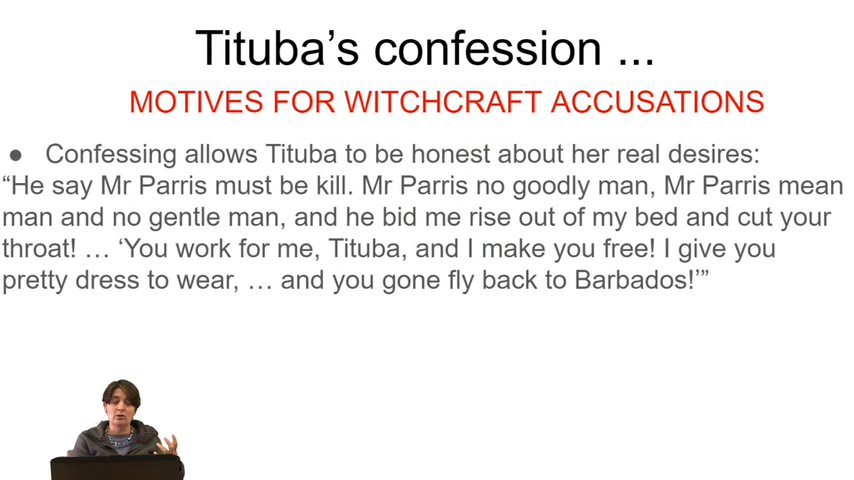 Tituba’s confession ...
MOTIVES FOR WITCHCRAFT ACCUSATIONS
● Confessing allows Tituba to be honest about her real desires:
“He say Mr Parris must be kill. Mr Parris no goodly man, Mr Parris mean
man and no gentle man, and he bid me rise out of my bed and cut your
throat! … ‘You work for me, Tituba, and I make you free! I give you
pretty dress to wear, … and you gone fly back to Barbados!’”